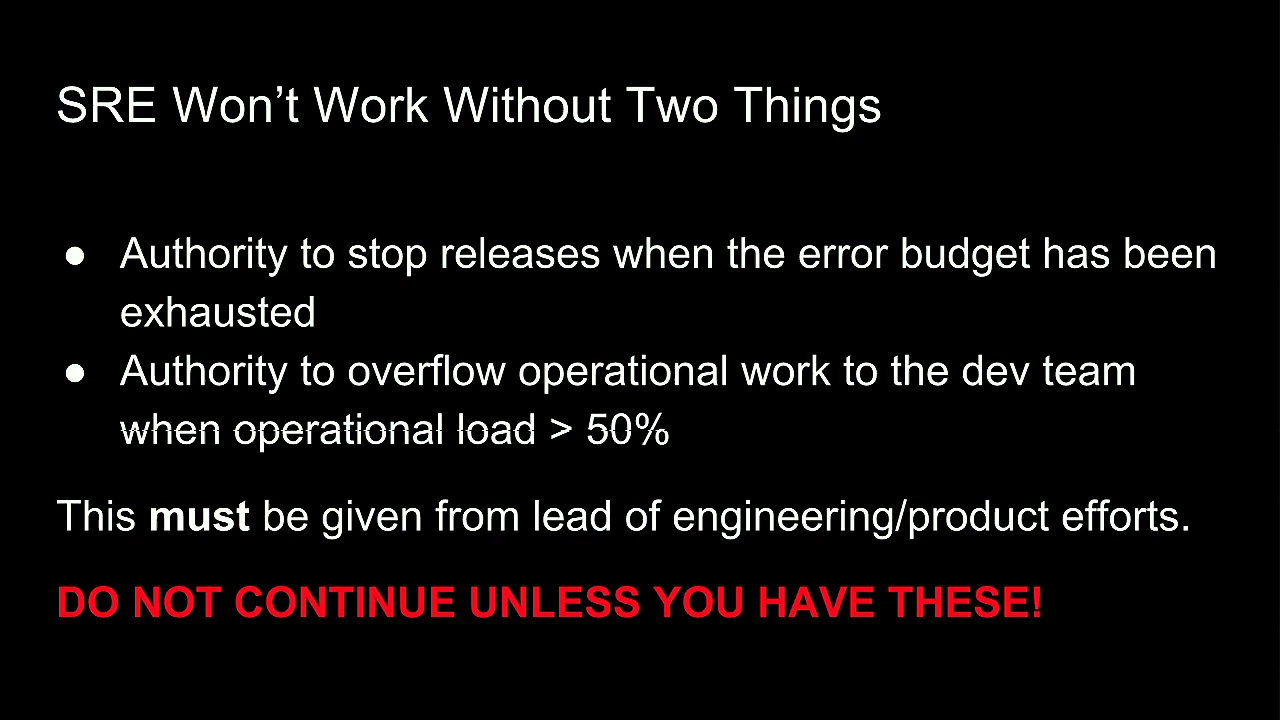 SRE Won’t Work Without Two Things
● Authority to stop releases when the error budget has been
exhausted
● Authority to overflow operational work to the dev team
when operational load > 50%
This must be given from lead of engineering/product efforts.
DO NOT CONTINUE UNLESS YOU HAVE THESE!